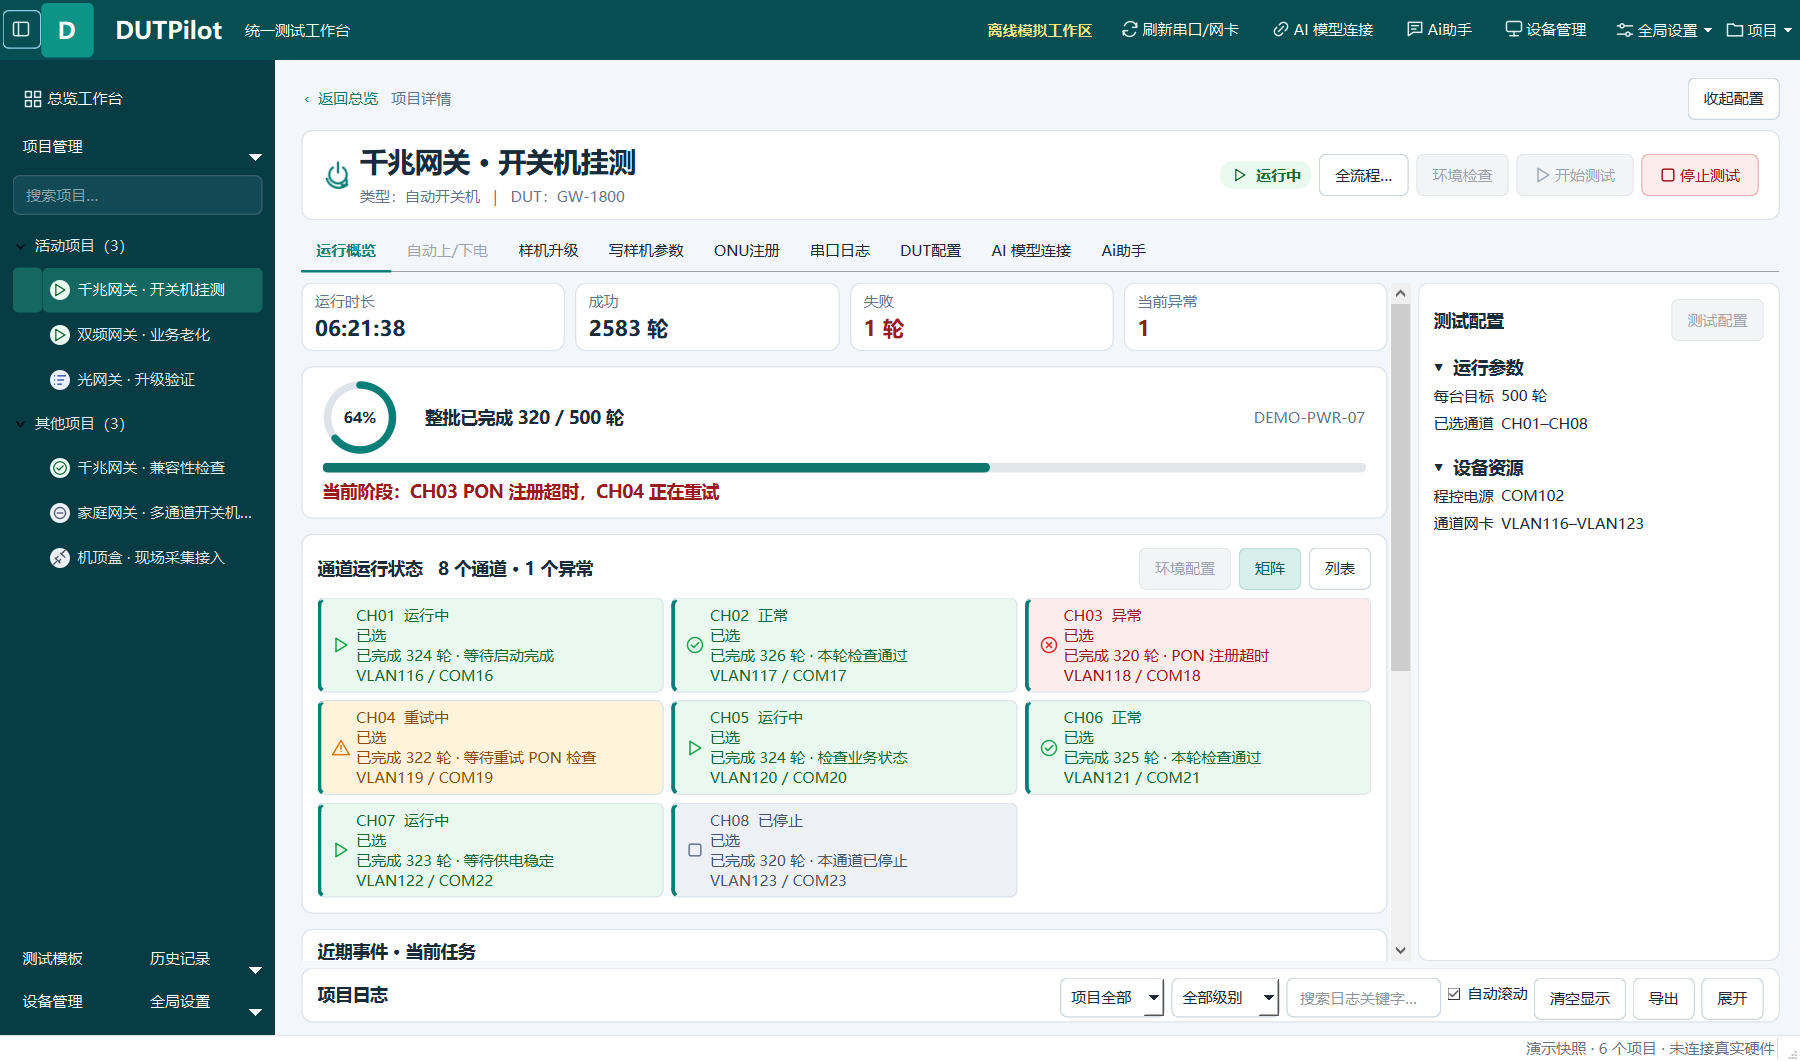 D DUTPilot 统一测试工作台 离线模拟工作区 刷新串口/网卡 AI 模型连接 Ai助手 设备管理 全局设置 项目
总览工作台
项目管理
搜索项目...
活动项目（3）
千兆网关 · 开关机挂测
双频网关 · 业务老化
光网关 · 升级验证
其他项目（3）
千兆网关 · 兼容性检查
家庭网关 · 多通道开关机...
机顶盒 · 现场采集接入
测试模板 历史记录
设备管理 全局设置
‹ 返回总览 项目详情 收起配置
千兆网关 • 开关机挂测
类型：自动开关机 | DUT：GW-1800
运行中 全流程... 环境检查 开始测试 停止测试
运行概览 自动上/下电 样机升级 写样机参数 ONU注册 串口日志 DUT配置 AI 模型连接 Ai助手
运行时长
06:21:38
成功
2583 轮
失败
1 轮
当前异常
1
64% 整批已完成 320 / 500 轮 DEMO-PWR-07
当前阶段：CH03 PON 注册超时，CH04 正在重试
通道运行状态 8 个通道 • 1 个异常 环境配置 矩阵 列表
CH01 运行中
已选
已完成 324 轮 · 等待启动完成
VLAN116 / COM16
CH02 正常
已选
已完成 326 轮 · 本轮检查通过
VLAN117 / COM17
CH03 异常
已选
已完成 320 轮 · PON 注册超时
VLAN118 / COM18
CH04 重试中
已选
已完成 322 轮 · 等待重试 PON 检查
VLAN119 / COM19
CH05 运行中
已选
已完成 324 轮 · 检查业务状态
VLAN120 / COM20
CH06 正常
已选
已完成 325 轮 · 本轮检查通过
VLAN121 / COM21
CH07 运行中
已选
已完成 323 轮 · 等待供电稳定
VLAN122 / COM22
CH08 已停止
已选
已完成 320 轮 · 本通道已停止
VLAN123 / COM23
近期事件 • 当前任务
测试配置 测试配置
运行参数
每台目标 500 轮
已选通道 CH01–CH08
设备资源
程控电源 COM102
通道网卡 VLAN116–VLAN123
项目日志 项目全部 全部级别 搜索日志关键字... 自动滚动 清空显示 导出 展开
演示快照 · 6 个项目 · 未连接真实硬件